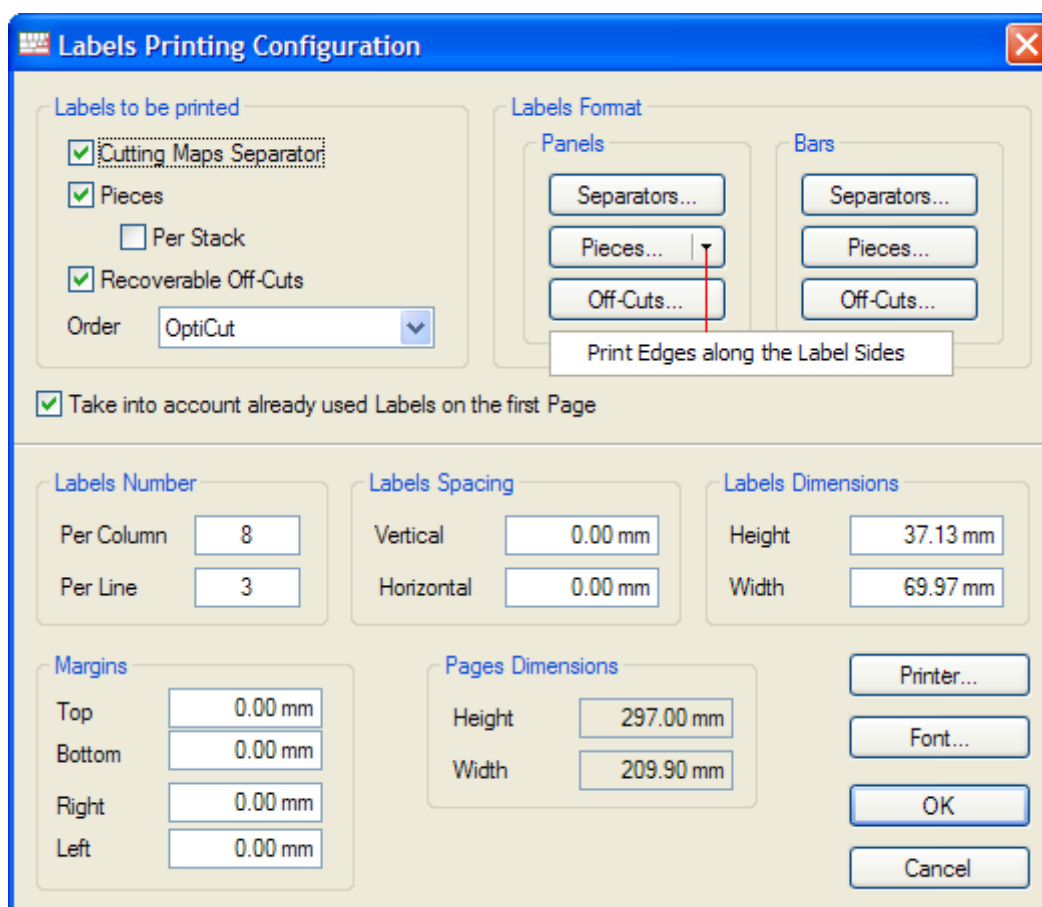 Labels Printing Configuration
Labels to be printed
Cutting Maps Separator
Pieces
Per Stack
Recoverable Off-Cuts
Order OptiCut
Labels Format
Panels
Separators...
Pieces...
Off-Cuts...
Bars
Separators...
Pieces...
Off-Cuts...
Print Edges along the Label Sides
Take into account already used Labels on the first Page
Labels Number
Per Column 8
Per Line 3
Labels Spacing
Vertical 0.00 mm
Horizontal 0.00 mm
Labels Dimensions
Height 37.13 mm
Width 69.97 mm
Margins
Top 0.00 mm
Bottom 0.00 mm
Right 0.00 mm
Left 0.00 mm
Pages Dimensions
Height 297.00 mm
Width 209.90 mm
Printer...
Font...
OK
Cancel